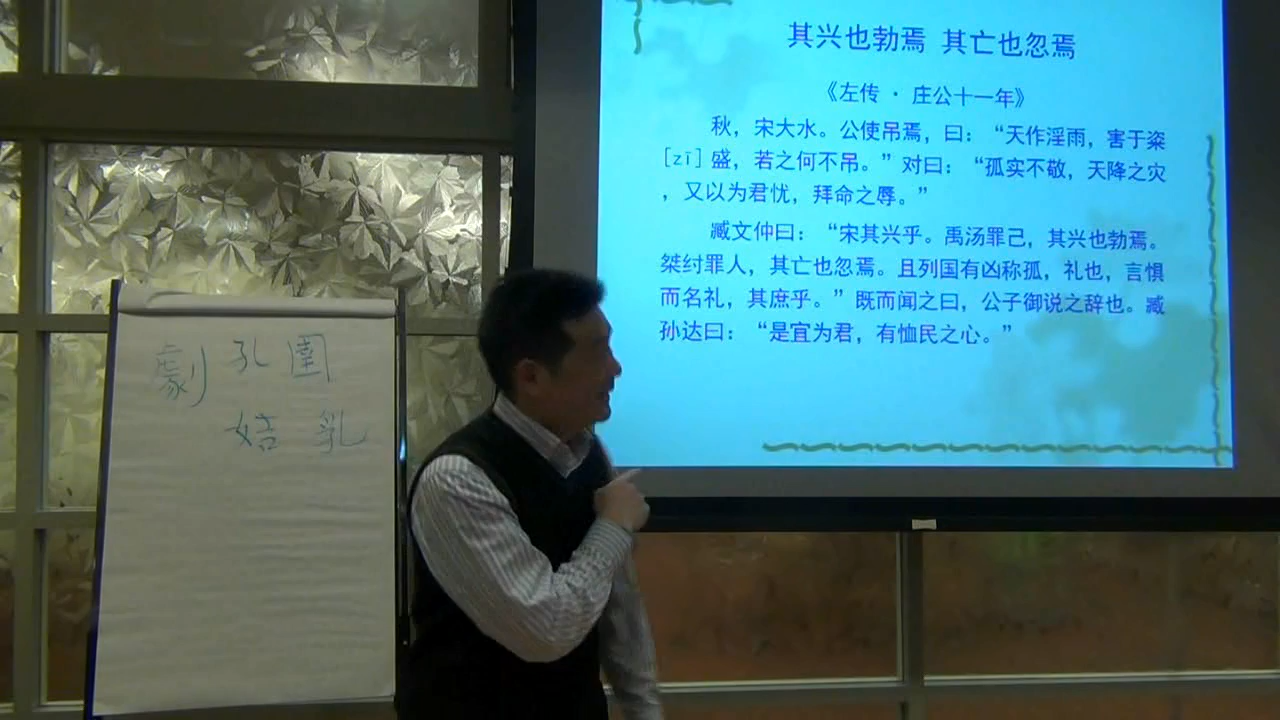 其兴也勃焉 其亡也忽焉
《左传 · 庄公十一年》
秋，宋大水。公使吊焉，曰：“天作淫雨，害于粢
[zī]盛，若之何不吊。”对曰：“孤实不敬，天降之灾
，又以为君忧，拜命之辱。”
臧文仲曰：“宋其兴乎。禹汤罪己，其兴也勃焉。
桀纣罪人，其亡也忽焉。且列国有凶称孤，礼也，言惧
而名礼，其庶乎。”既而闻之曰，公子御说之辞也。臧
孙达曰：“是宜为君，有恤民之心。”
劇 孔圉
姞 乳